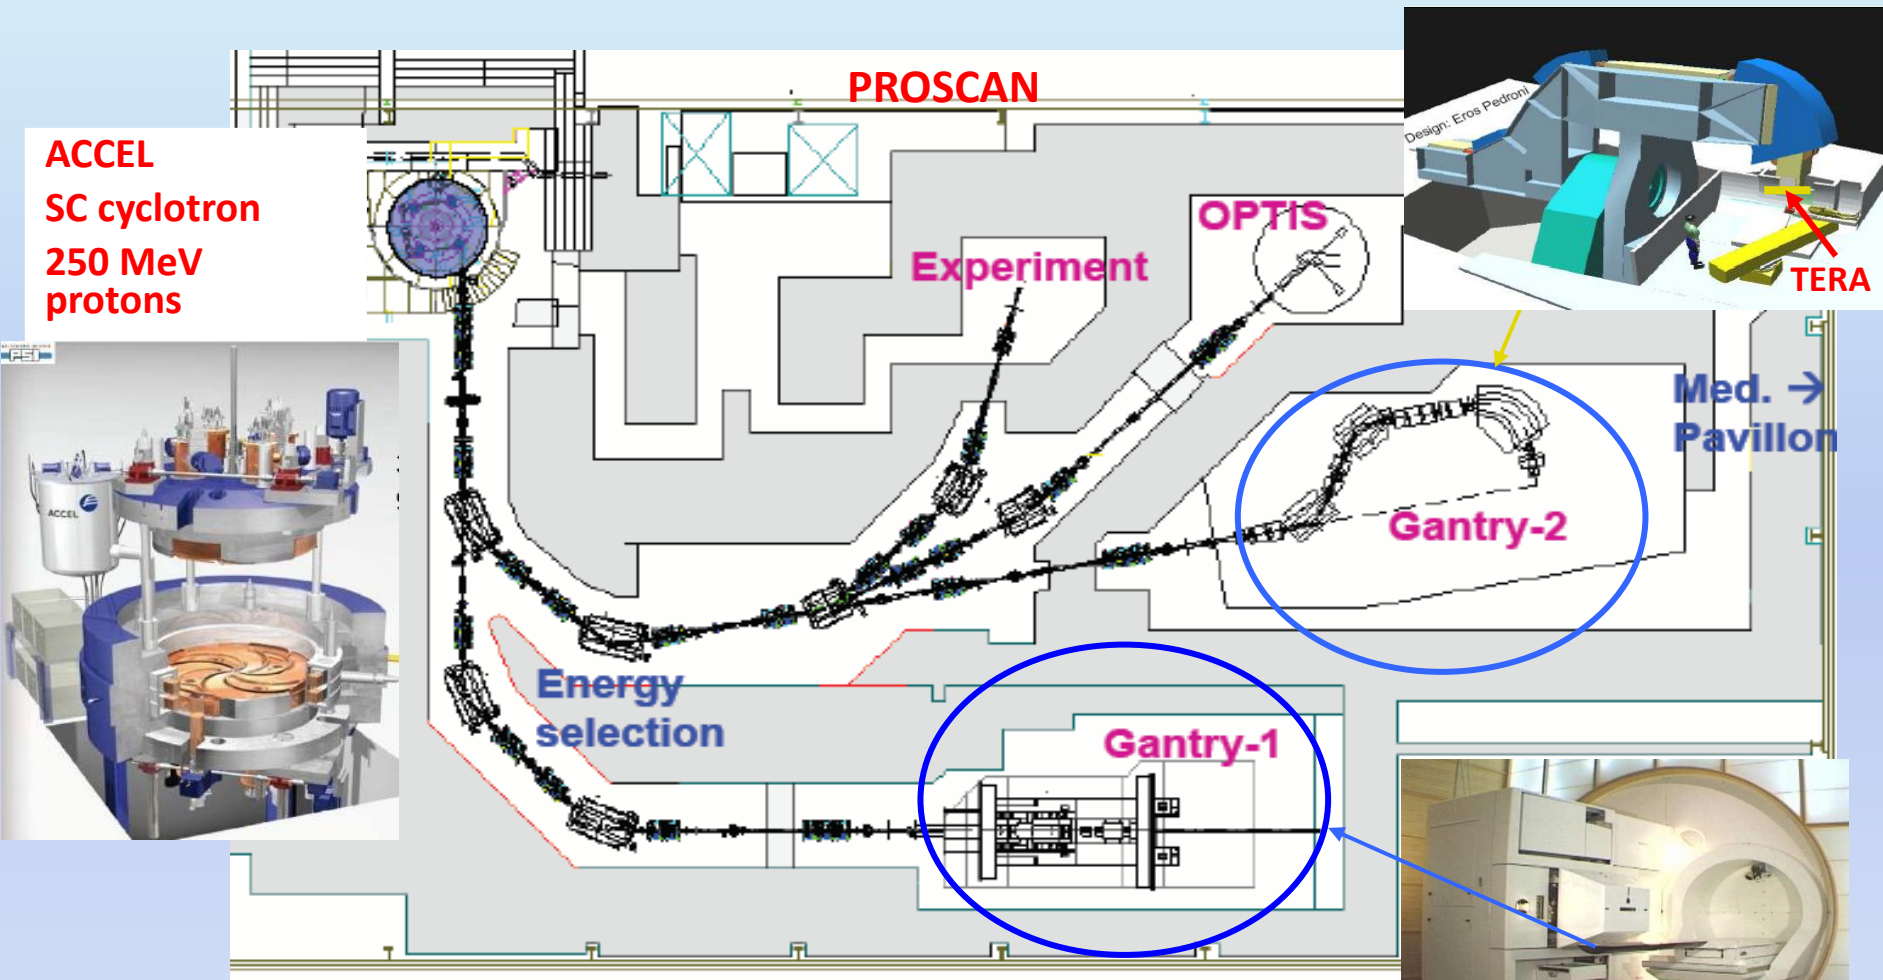 PROSCAN
ACCEL
SC cyclotron
250 MeV
protons
PSI
ACCEL
OPTIS
Experiment
Design: Eros Pedroni
TERA
Med. →
Pavillon
Gantry-2
Energy
selection
Gantry-1